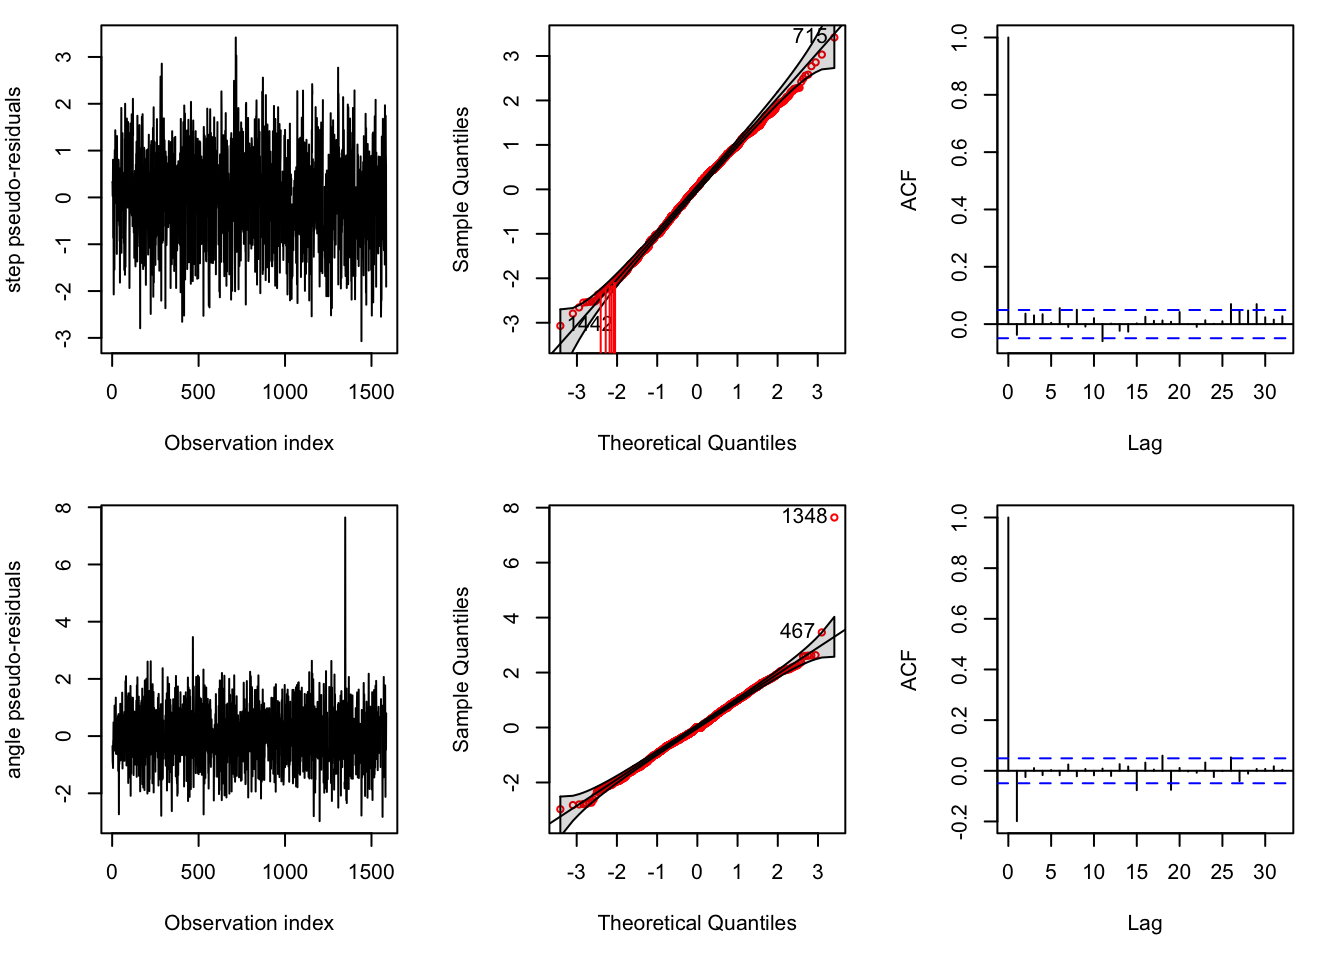 step pseudo-residuals
3
2
1
0
-1
-2
-3
0 500 1000 1500
Observation index
Sample Quantiles
3
2
1
0
-1
-2
-3
715
1442
-3 -2 -1 0 1 2 3
Theoretical Quantiles
ACF
1.0
0.8
0.6
0.4
0.2
0.0
0 5 10 15 20 25 30
Lag
angle pseudo-residuals
8
6
4
2
0
-2
0 500 1000 1500
Observation index
Sample Quantiles
8
6
4
2
0
-2
1348
467
-3 -2 -1 0 1 2 3
Theoretical Quantiles
ACF
1.0
0.8
0.6
0.4
0.2
0.0
-0.2
0 5 10 15 20 25 30
Lag